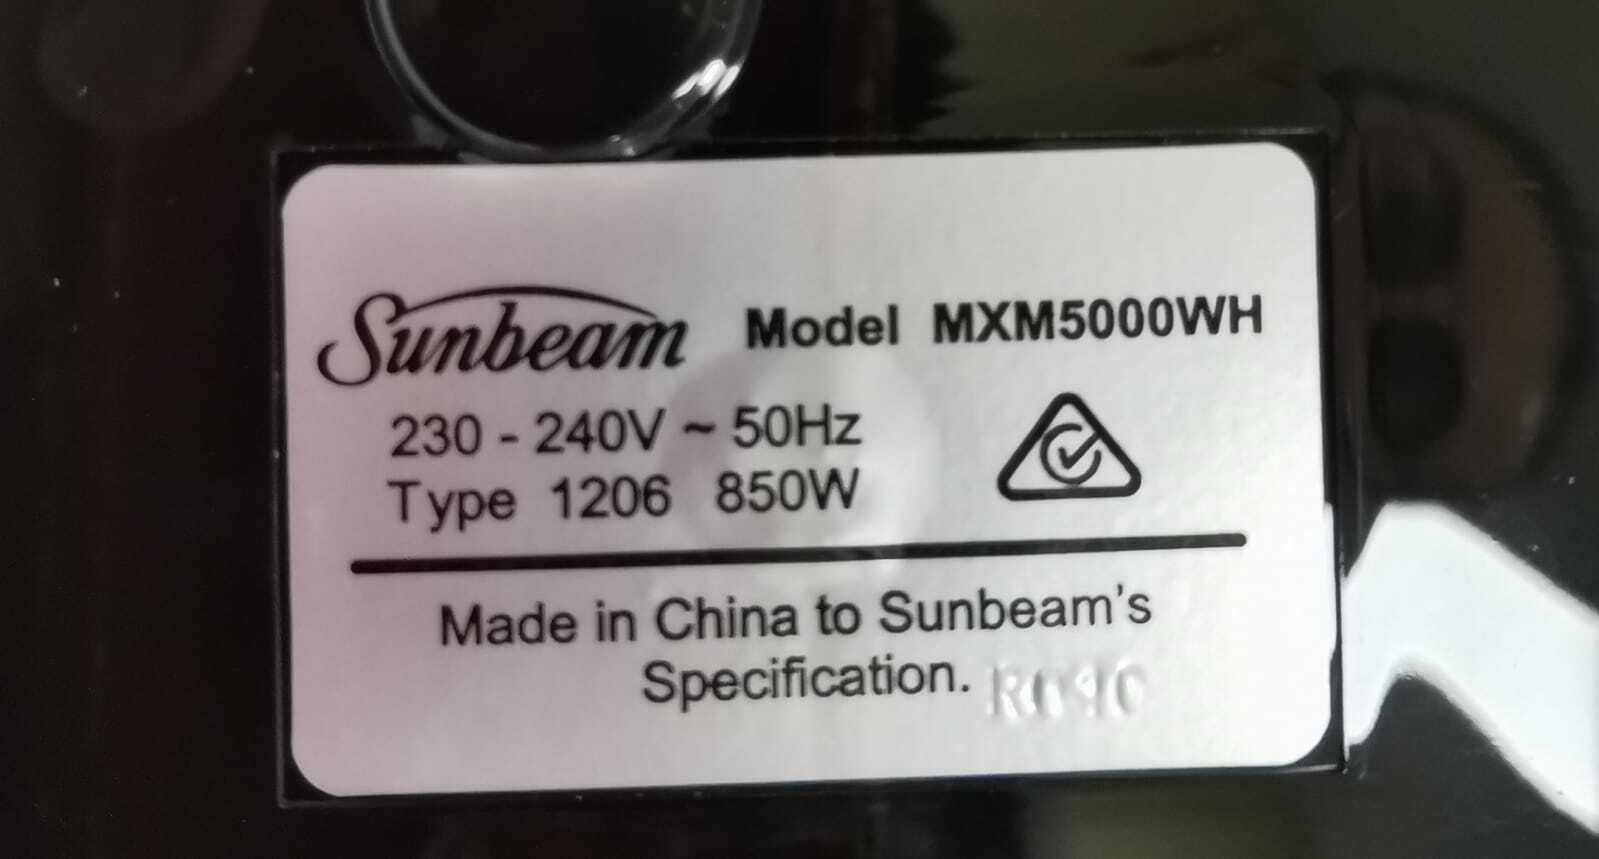 Sunbeam Model MXM5000WH
230 - 240V ~ 50Hz
Type 1206 850W
Made in China to Sunbeam's
Specification.